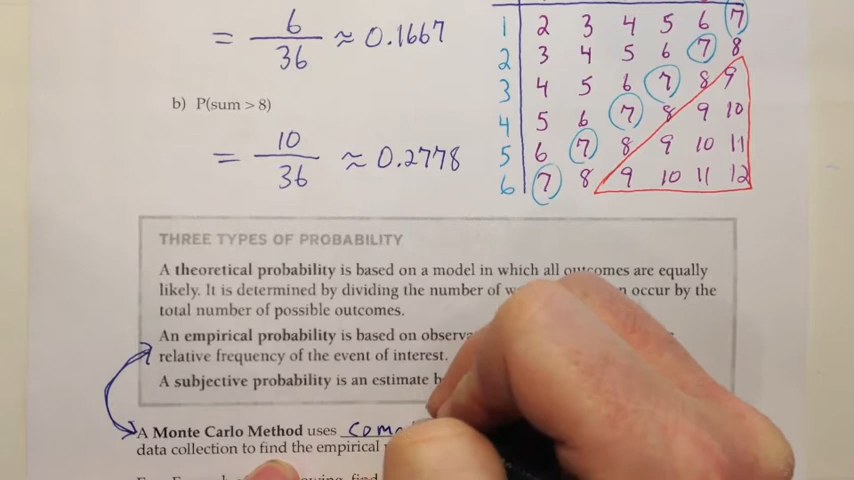 = 6/36 ≈ 0.1667
b) P(sum > 8)
= 10/36 ≈ 0.2778
1 2 3 4 5 6 7
2 3 4 5 6 7 8
3 4 5 6 7 8 9
4 5 6 7 8 9 10
5 6 7 8 9 10 11
6 7 8 9 10 11 12
THREE TYPES OF PROBABILITY
A theoretical probability is based on a model in which all outcomes are equally
likely. It is determined by dividing the number of occur by the
total number of possible outcomes.
An empirical probability is based on
relative frequency of the event of interest.
A subjective probability is an estimate
A Monte Carlo Method uses
data collection to find the empirical